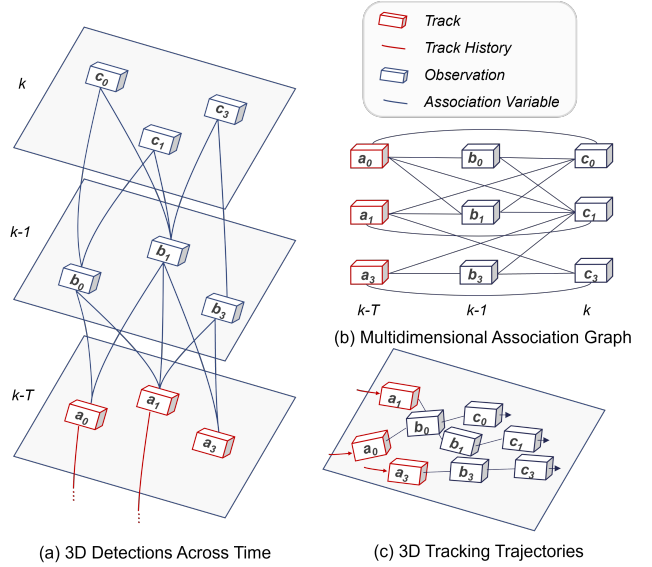 Track
Track History
Observation
Association Variable
k
c0
c1
c3
k-1
b0
b1
b3
k-T
a0
a1
a3
(a) 3D Detections Across Time
a0 b0 c0
a1 b1 c1
a3 b3 c3
k-T k-1 k
(b) Multidimensional Association Graph
a1
b0
c0
a0
b1
c1
a3
b3
c3
(c) 3D Tracking Trajectories